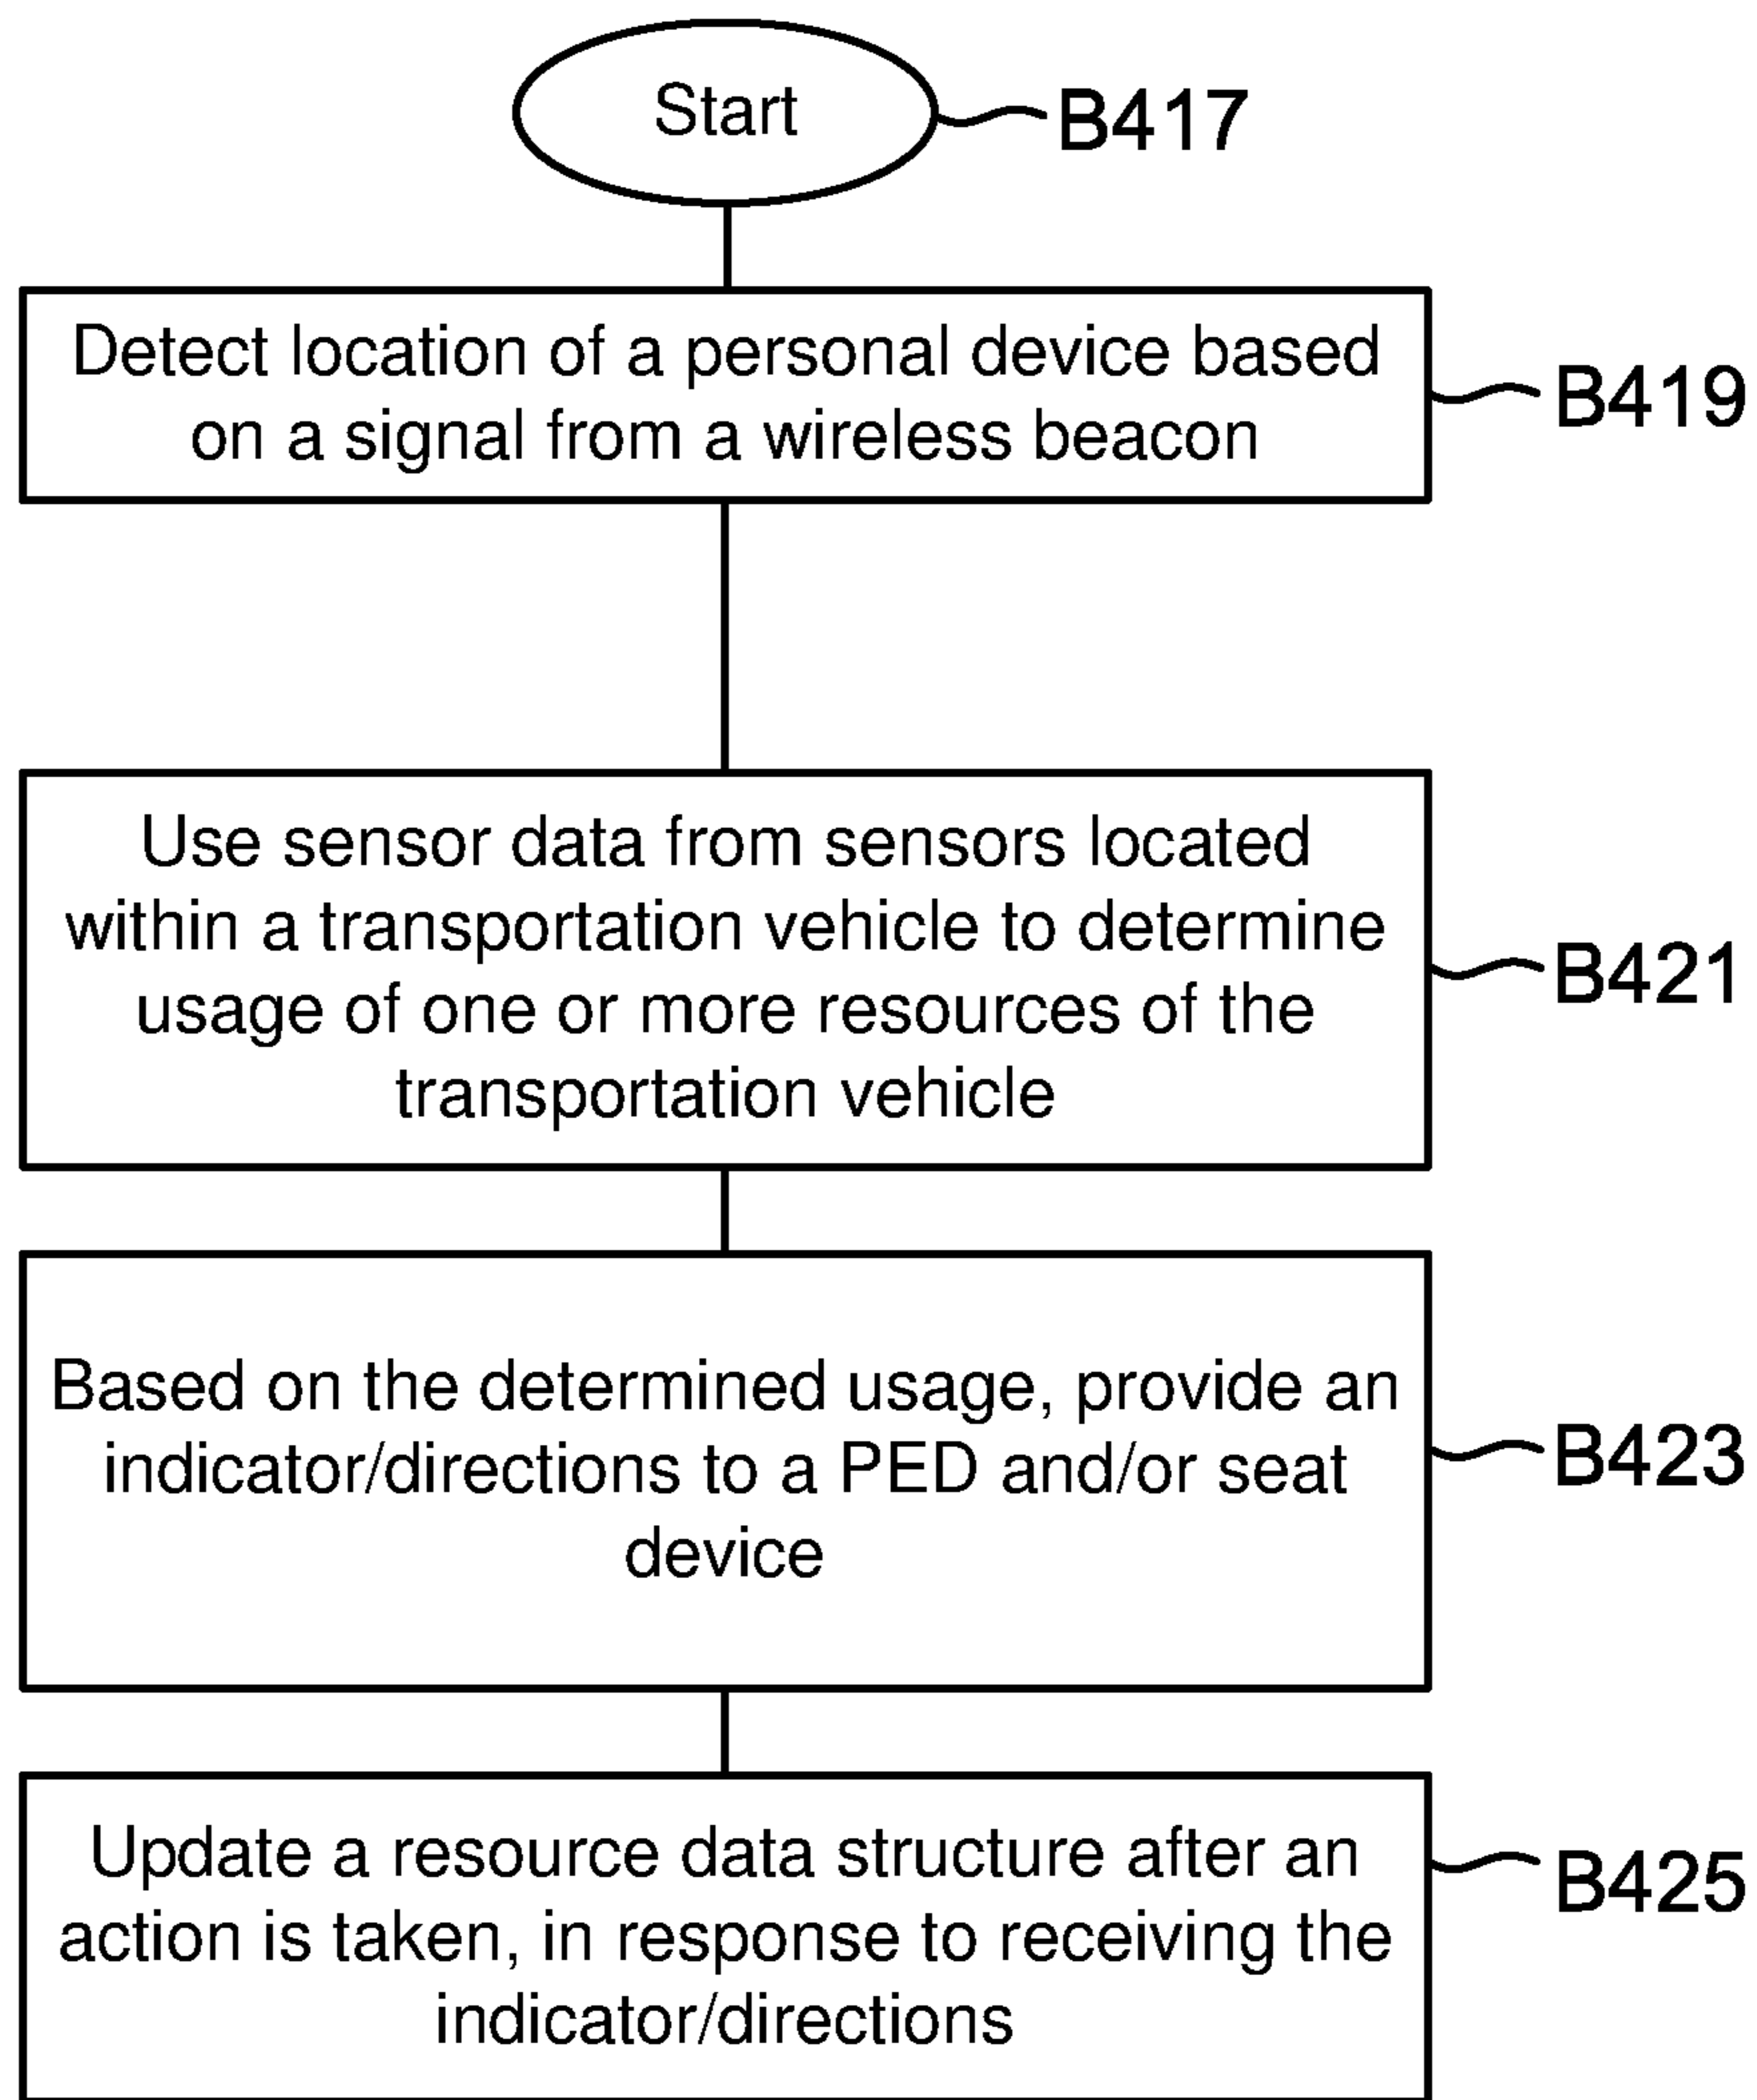 Start
B417
Detect location of a personal device based
on a signal from a wireless beacon
B419
Use sensor data from sensors located
within a transportation vehicle to determine
usage of one or more resources of the
transportation vehicle
B421
Based on the determined usage, provide an
indicator/directions to a PED and/or seat
device
B423
Update a resource data structure after an
action is taken, in response to receiving the
indicator/directions
B425